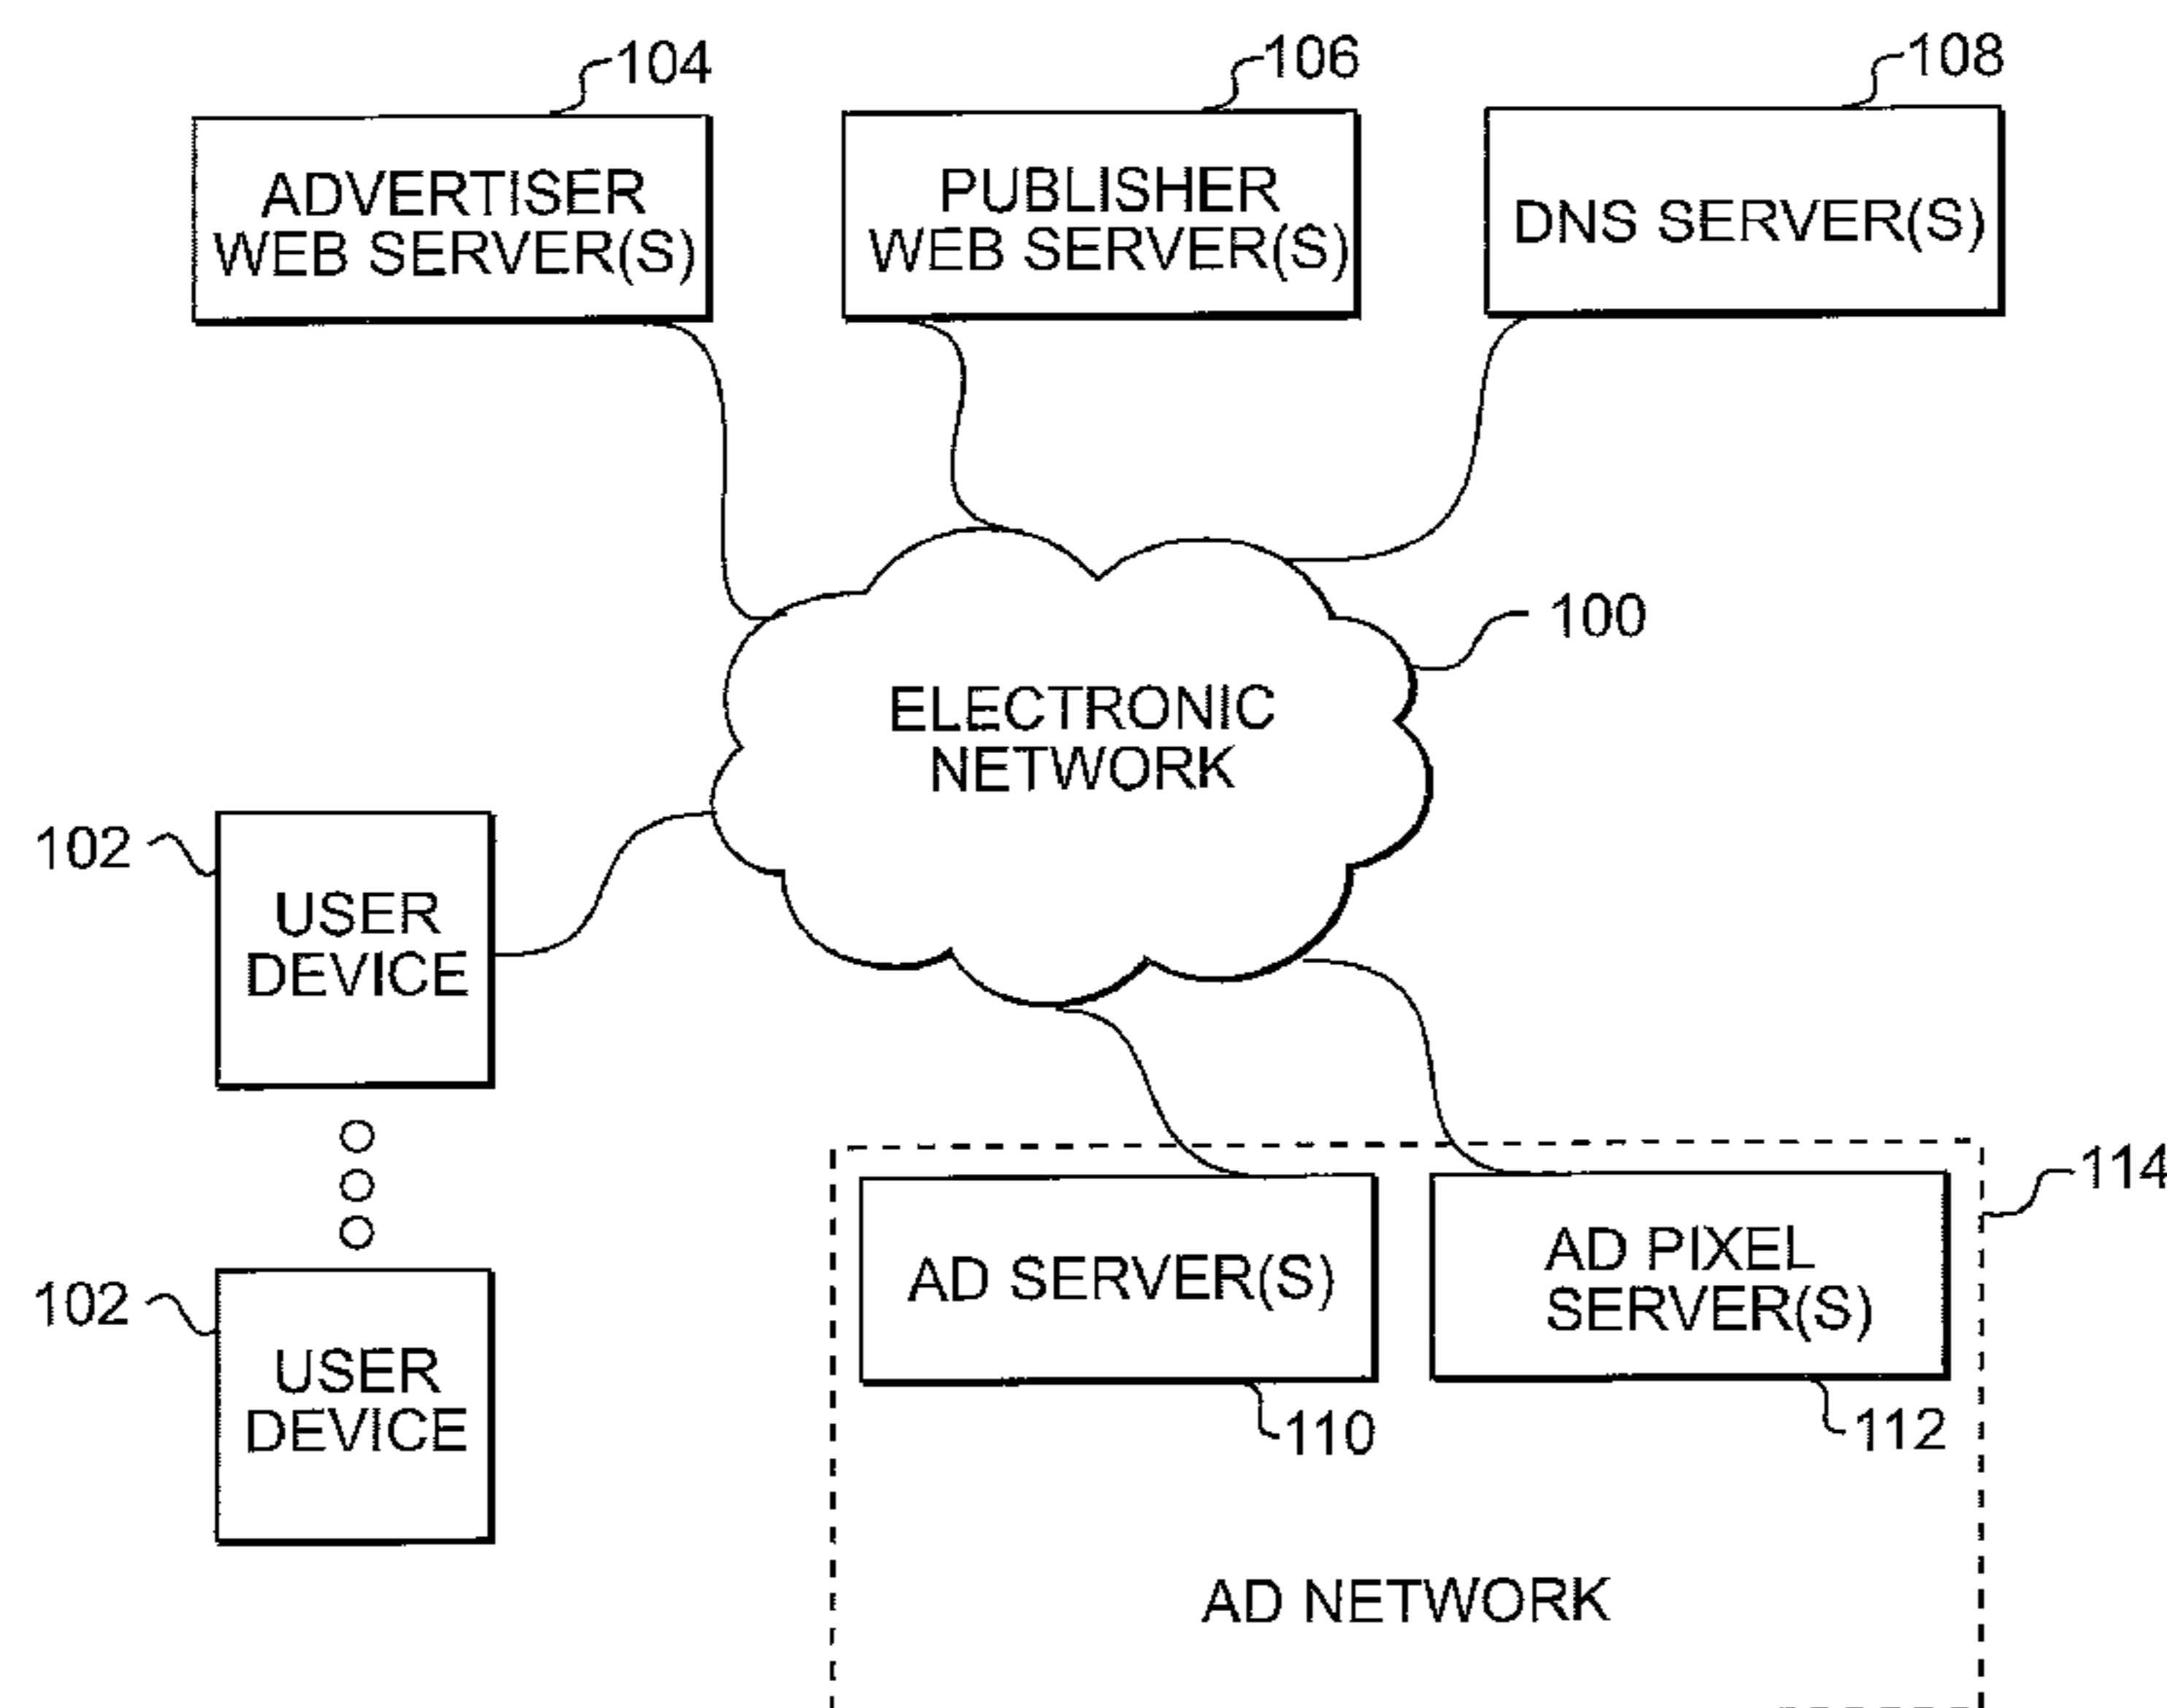 104
106
108
ADVERTISER
WEB SERVER(S)
PUBLISHER
WEB SERVER(S)
DNS SERVER(S)
100
ELECTRONIC
NETWORK
102
USER
DEVICE
114
AD SERVER(S)
AD PIXEL
SERVER(S)
102
USER
DEVICE
110
112
AD NETWORK